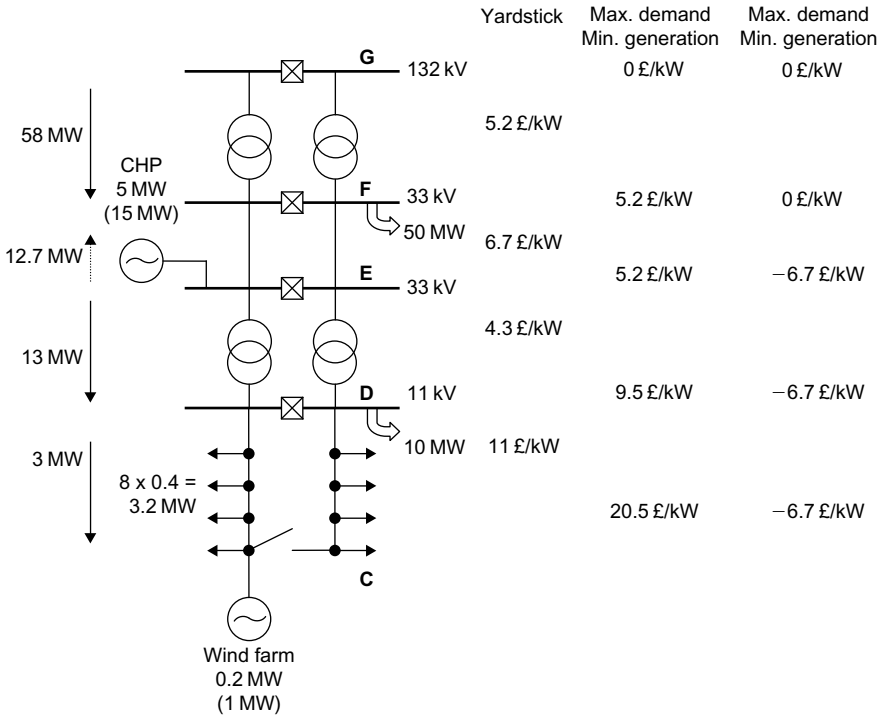 Yardstick Max. demand Max. demand
Min. generation Min. generation
G
132 kV 0 £/kW 0 £/kW
58 MW 5.2 £/kW
CHP
5 MW
(15 MW)
F
33 kV 5.2 £/kW 0 £/kW
50 MW 6.7 £/kW
12.7 MW
E
33 kV 5.2 £/kW −6.7 £/kW
4.3 £/kW
13 MW
D
11 kV 9.5 £/kW −6.7 £/kW
10 MW 11 £/kW
3 MW
8 x 0.4 =
3.2 MW
20.5 £/kW −6.7 £/kW
C
Wind farm
0.2 MW
(1 MW)